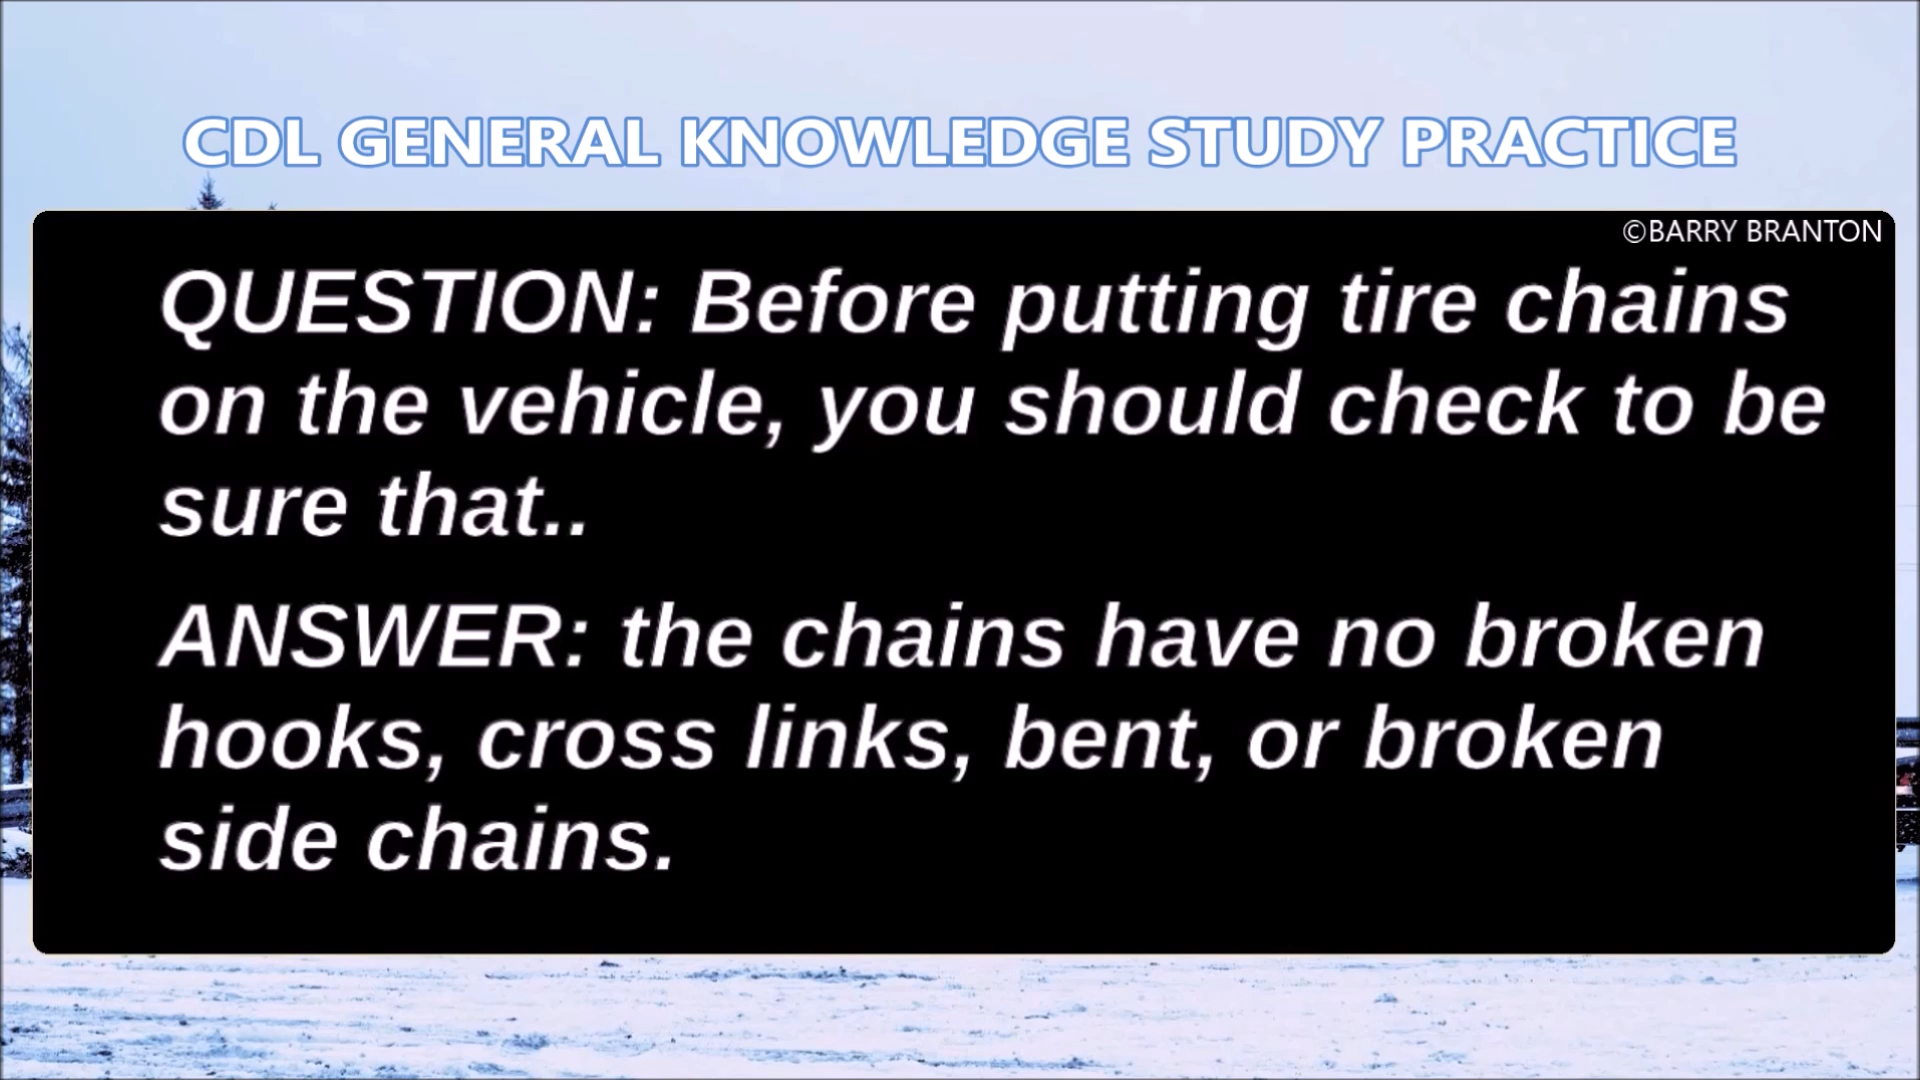 CDL GENERAL KNOWLEDGE STUDY PRACTICE
©BARRY BRANTON
QUESTION: Before putting tire chains
on the vehicle, you should check to be
sure that..
ANSWER: the chains have no broken
hooks, cross links, bent, or broken
side chains.